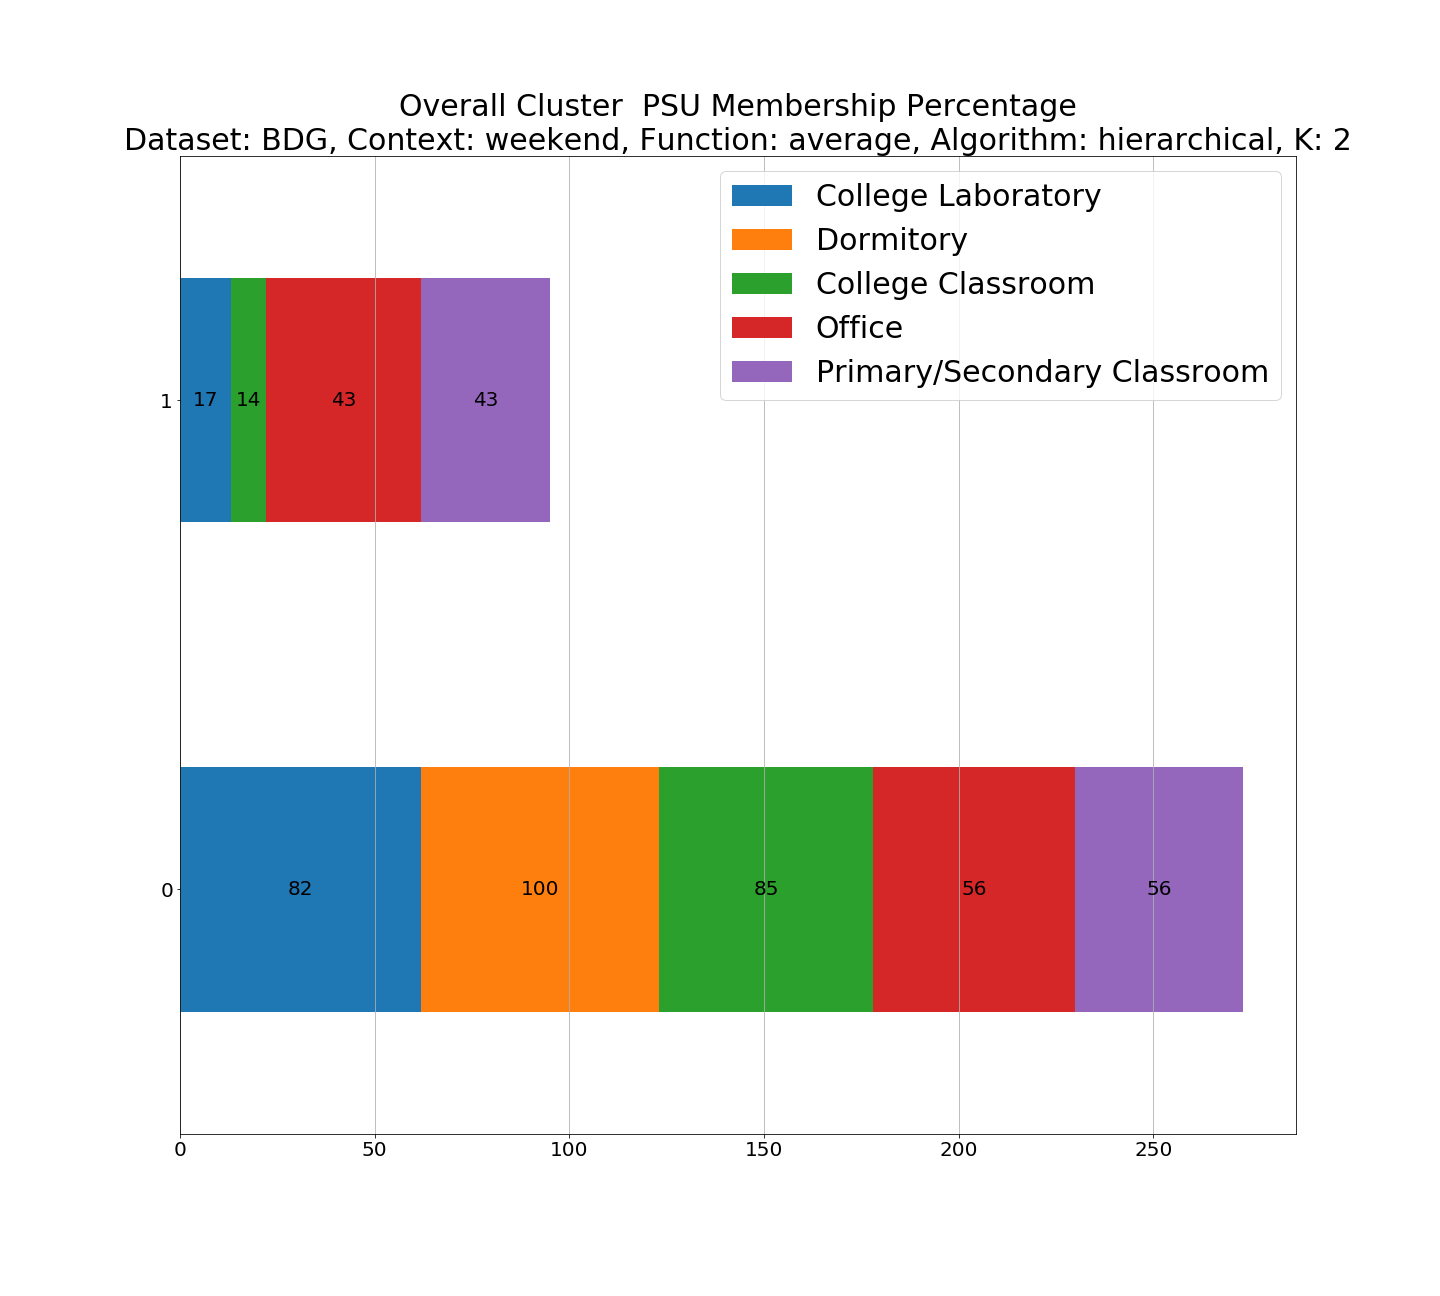 Overall Cluster  PSU Membership Percentage
Dataset: BDG, Context: weekend, Function: average, Algorithm: hierarchical, K: 2
College Laboratory
Dormitory
College Classroom
Office
Primary/Secondary Classroom
1
17 14 43 43
0
82 100 85 56 56
0 50 100 150 200 250